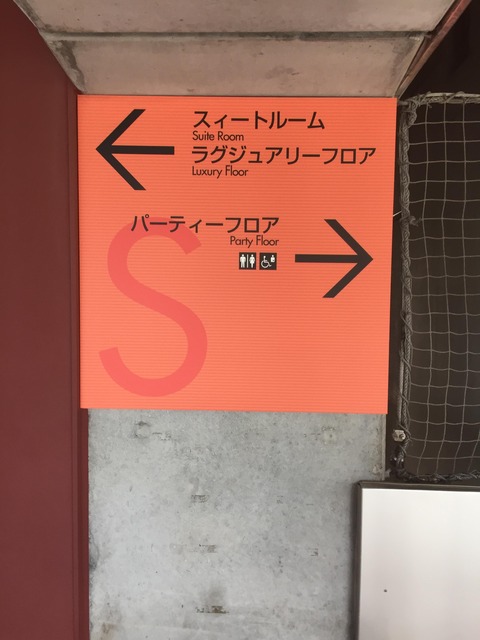 スィートルーム
Suite Room
ラグジュアリーフロア
Luxury Floor
パーティーフロア
Party Floor
S